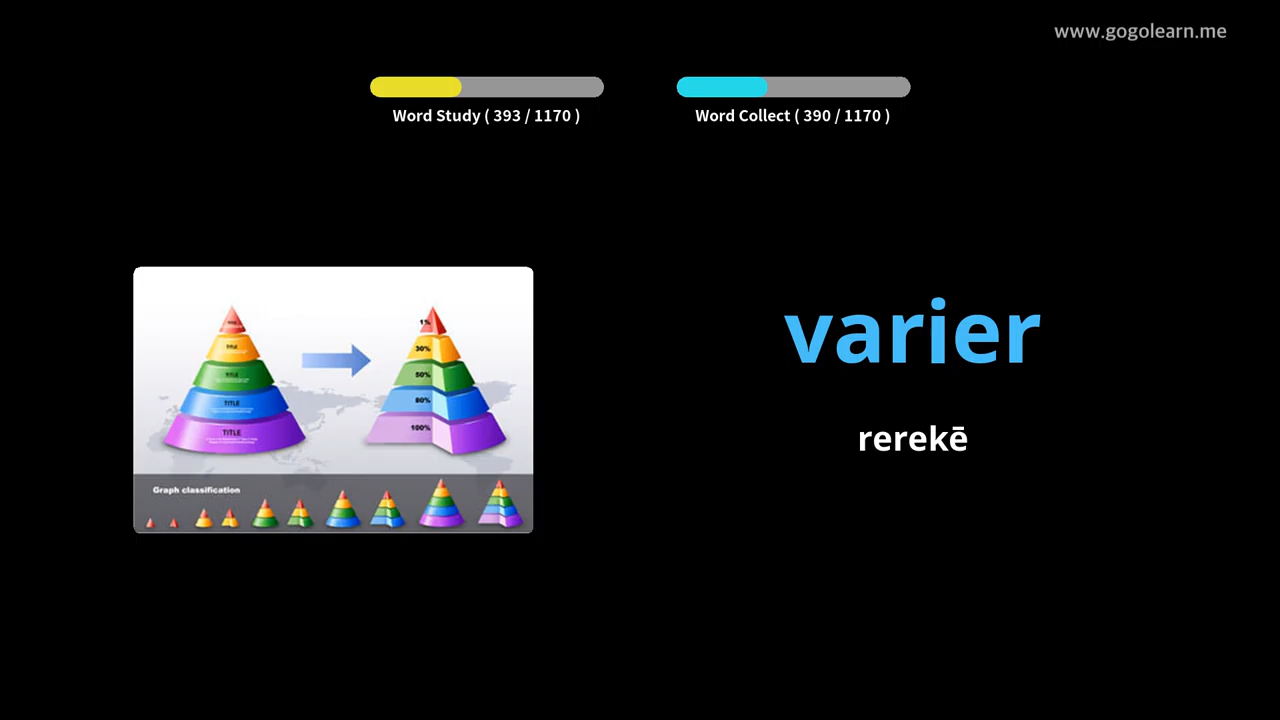 www.gogolearn.me
Word Study ( 393 / 1170 )
Word Collect ( 390 / 1170 )
varier
rerekē
TITLE
TITLE
TITLE
TITLE
1%
30%
50%
80%
100%
Graph classification